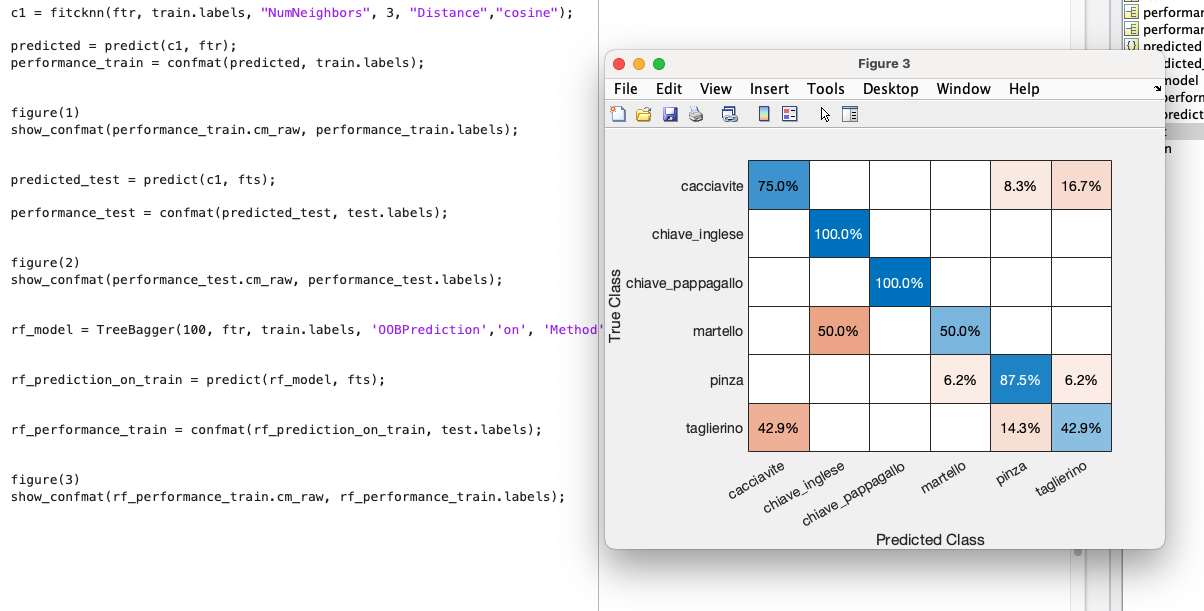 c1 = fitcknn(ftr, train.labels, "NumNeighbors", 3, "Distance","cosine");
predicted = predict(c1, ftr);
performance_train = confmat(predicted, train.labels);
figure(1)
show_confmat(performance_train.cm_raw, performance_train.labels);
predicted_test = predict(c1, fts);
performance_test = confmat(predicted_test, test.labels);
figure(2)
show_confmat(performance_test.cm_raw, performance_test.labels);
rf_model = TreeBagger(100, ftr, train.labels, 'OOBPrediction','on', 'Method'
rf_prediction_on_train = predict(rf_model, fts);
rf_performance_train = confmat(rf_prediction_on_train, test.labels);
figure(3)
show_confmat(rf_performance_train.cm_raw, rf_performance_train.labels);
Figure 3
File Edit View Insert Tools Desktop Window Help
True Class
cacciavite 75.0% 8.3% 16.7%
chiave_inglese 100.0%
chiave_pappagallo 100.0%
martello 50.0% 50.0%
pinza 6.2% 87.5% 6.2%
taglierino 42.9% 14.3% 42.9%
cacciavite chiave_inglese chiave_pappagallo martello pinza taglierino
Predicted Class
performa
performar
predicted
dicted_
model
perforn
predict